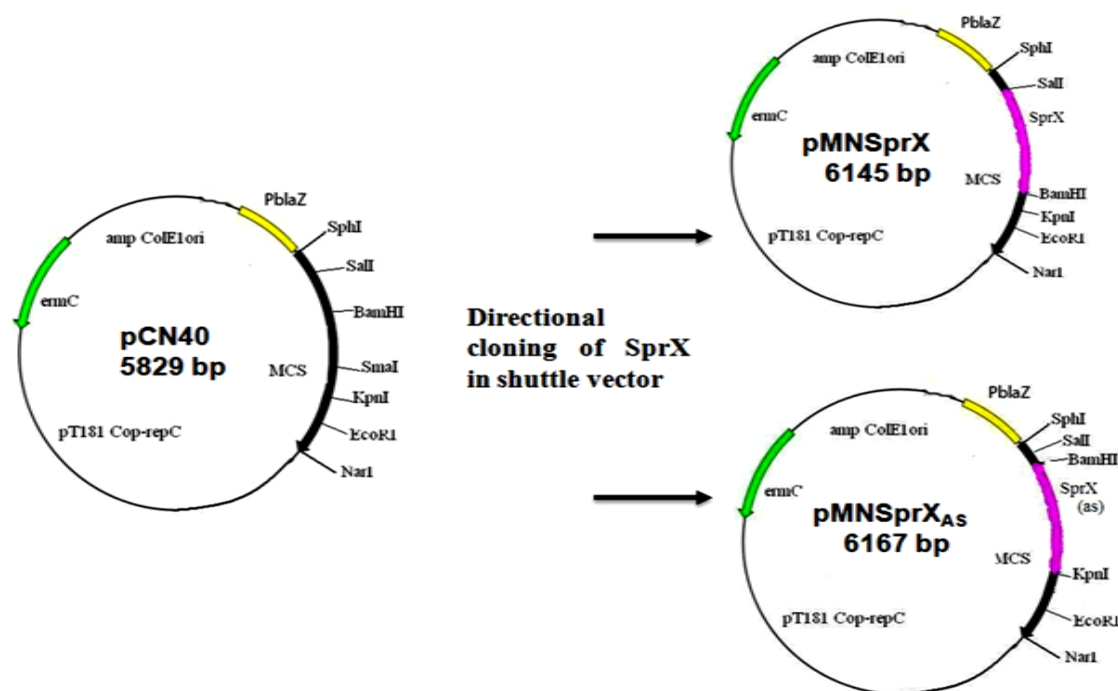 PblaZ
SphI
SalI
BamHI
SmaI
KpnI
EcoR1
Nar1
amp ColE1ori
ermC
pCN40
5829 bp
MCS
pT181 Cop-repC
Directional
cloning of SprX
in shuttle vector
PblaZ
SphI
SalI
SprX
BamHI
KpnI
EcoR1
Nar1
amp ColE1ori
ermC
pMNSprX
6145 bp
MCS
pT181 Cop-repC
PblaZ
SphI
SalI
BamHI
SprX
(as)
KpnI
EcoR1
Nar1
amp ColE1ori
ermC
pMNSprXAS
6167 bp
MCS
pT181 Cop-repC